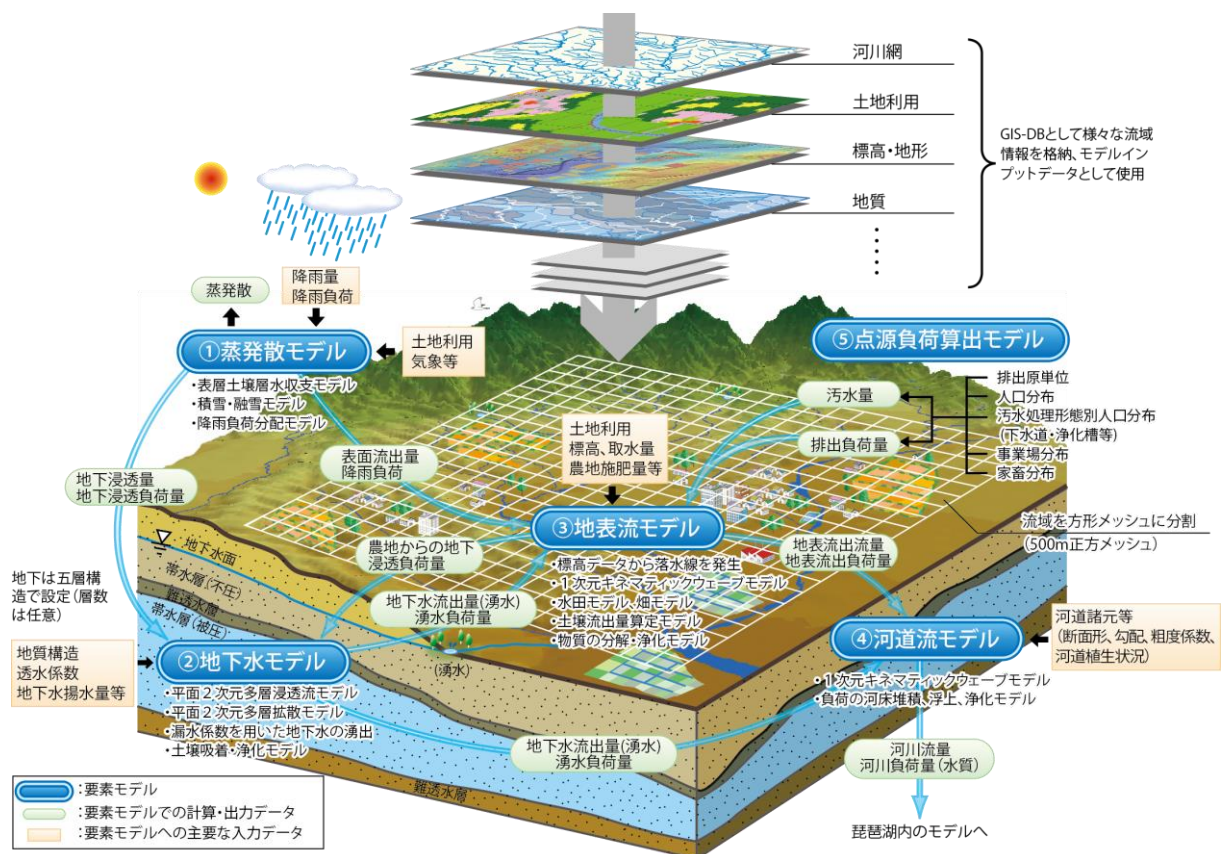 河川網
土地利用
標高・地形
地質
GIS-DBとして様々な流域
情報を格納、モデルイン
プットデータとして使用
蒸発散
降雨量
降雨負荷
①蒸発散モデル
土地利用
気象等
・表層土壌層水収支モデル
・積雪・融雪モデル
・降雨負荷分配モデル
⑤点源負荷算出モデル
汚水量
排出負荷量
排出原単位
人口分布
汚水処理形態別人口分布
(下水道・浄化槽等)
事業場分布
家畜分布
土地利用
標高、取水量
農地施肥量等
表面流出量
降雨負荷
地下浸透量
地下浸透負荷量
③地表流モデル
・標高データから落水線を発生
・1次元キネマティックウェーブモデル
・水田モデル、畑モデル
・土壌流出量算定モデル
・物質の分解・浄化モデル
流域を方形メッシュに分割
(500m正方メッシュ)
農地からの地下
浸透負荷量
地表流出流量
地表流出負荷量
地下水面
帯水層(不圧)
難透水層
帯水層(被圧)
地下は五層構
造で設定(層数
は任意)
地下水流出量(湧水)
湧水負荷量
(湧水)
地質構造
透水係数
地下水揚水量等
②地下水モデル
・平面2次元多層浸透流モデル
・平面2次元多層拡散モデル
・漏水係数を用いた地下水の湧出
・土壌吸着・浄化モデル
④河道流モデル
・1次元キネマティックウェーブモデル
・負荷の河床堆積、浮上、浄化モデル
河道諸元等
(断面形、勾配、粗度係数、
河道植生状況)
地下水流出量(湧水)
湧水負荷量
河川流量
河川負荷量(水質)
琵琶湖内のモデルへ
難透水層
:要素モデル
:要素モデルでの計算・出力データ
:要素モデルへの主要な入力データ